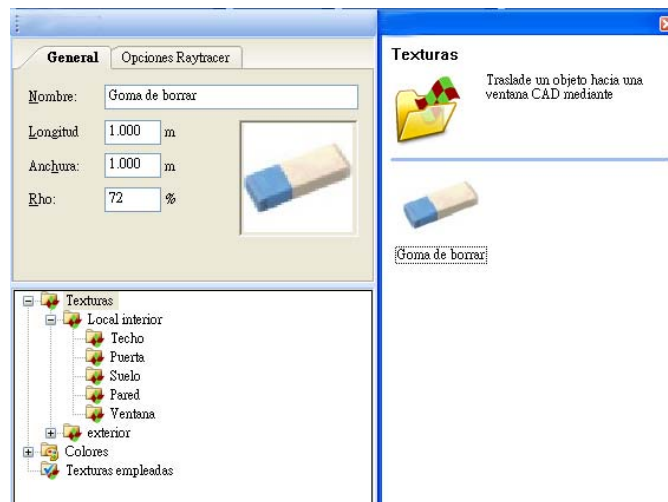 General
Opciones Raytracer
Nombre:
Goma de borrar
Longitud
1.000
m
Anchura:
1.000
m
Rho:
72
%
Texturas
Local interior
Techo
Puerta
Suelo
Pared
Ventana
exterior
Colores
Texturas empleadas
Texturas
Traslade un objeto hacia una
ventana CAD mediante
Goma de borrar